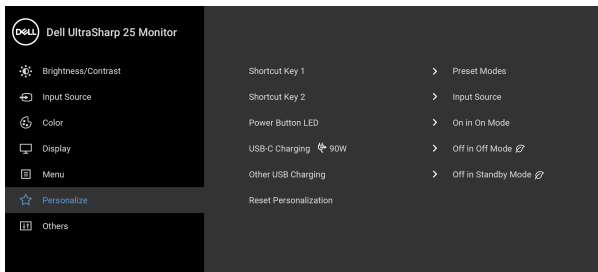 DELL Dell UltraSharp 25 Monitor
Brightness/Contrast
Input Source
Color
Display
Menu
Personalize
Others
Shortcut Key 1 Preset Modes
Shortcut Key 2 Input Source
Power Button LED On in On Mode
USB-C Charging 90W Off in Off Mode
Other USB Charging Off in Standby Mode
Reset Personalization